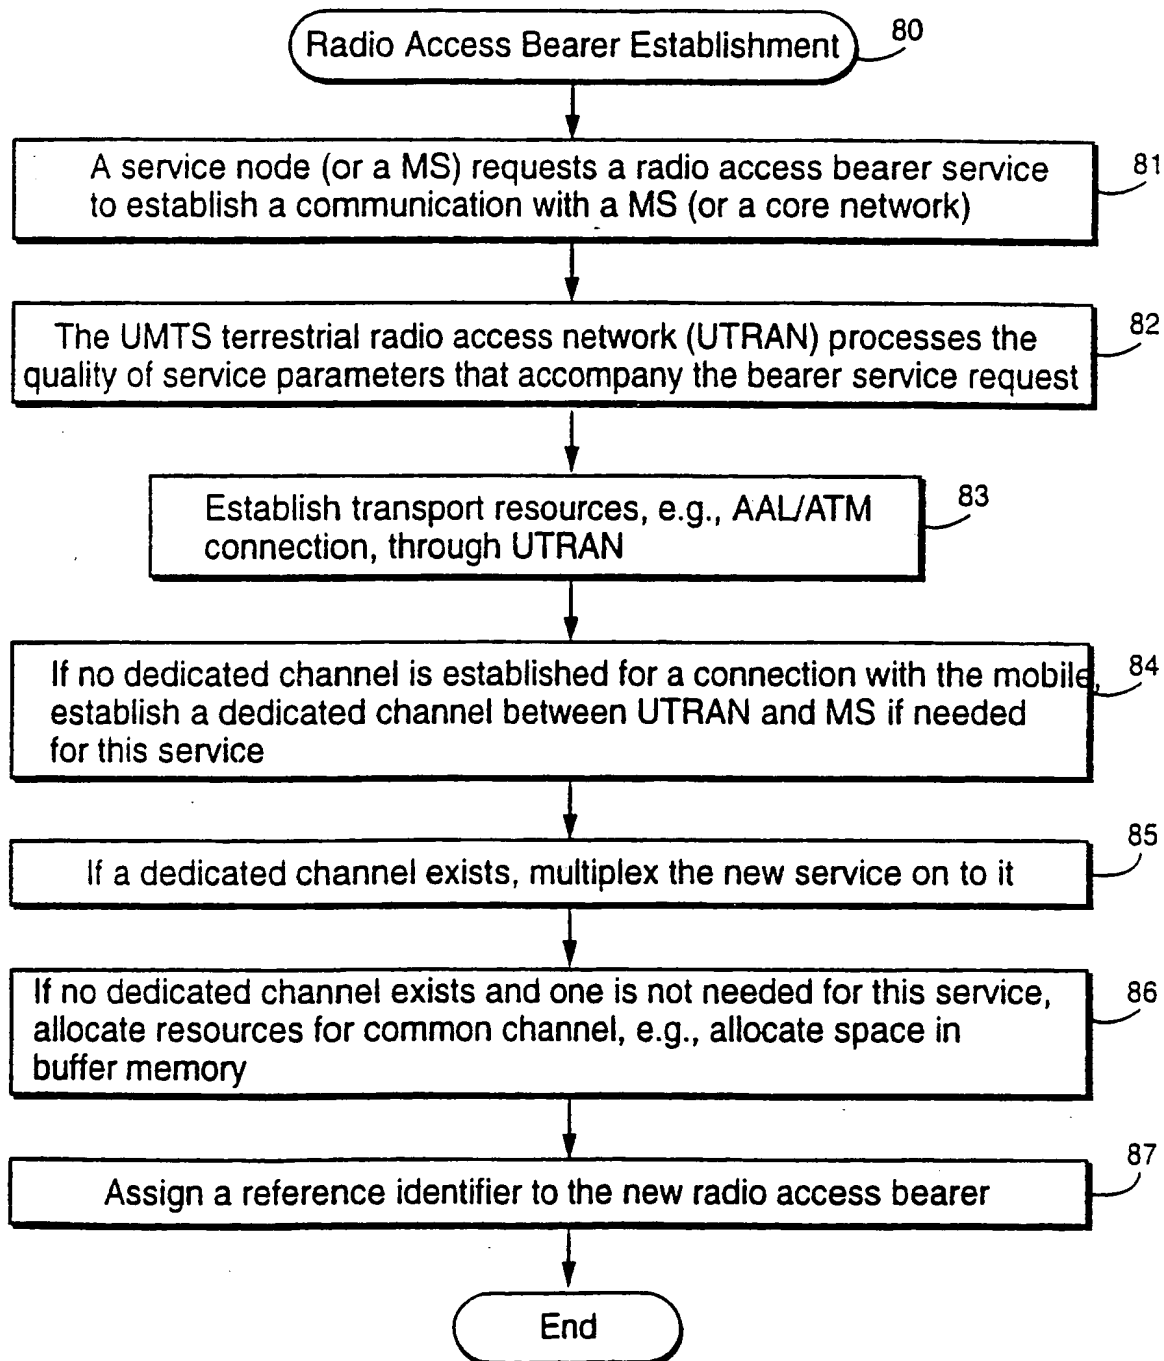 Radio Access Bearer Establishment
80
A service node (or a MS) requests a radio access bearer service
to establish a communication with a MS (or a core network)
81
The UMTS terrestrial radio access network (UTRAN) processes the
quality of service parameters that accompany the bearer service request
82
Establish transport resources, e.g., AAL/ATM
connection, through UTRAN
83
If no dedicated channel is established for a connection with the mobile,
establish a dedicated channel between UTRAN and MS if needed
for this service
84
If a dedicated channel exists, multiplex the new service on to it
85
If no dedicated channel exists and one is not needed for this service,
allocate resources for common channel, e.g., allocate space in
buffer memory
86
Assign a reference identifier to the new radio access bearer
87
End